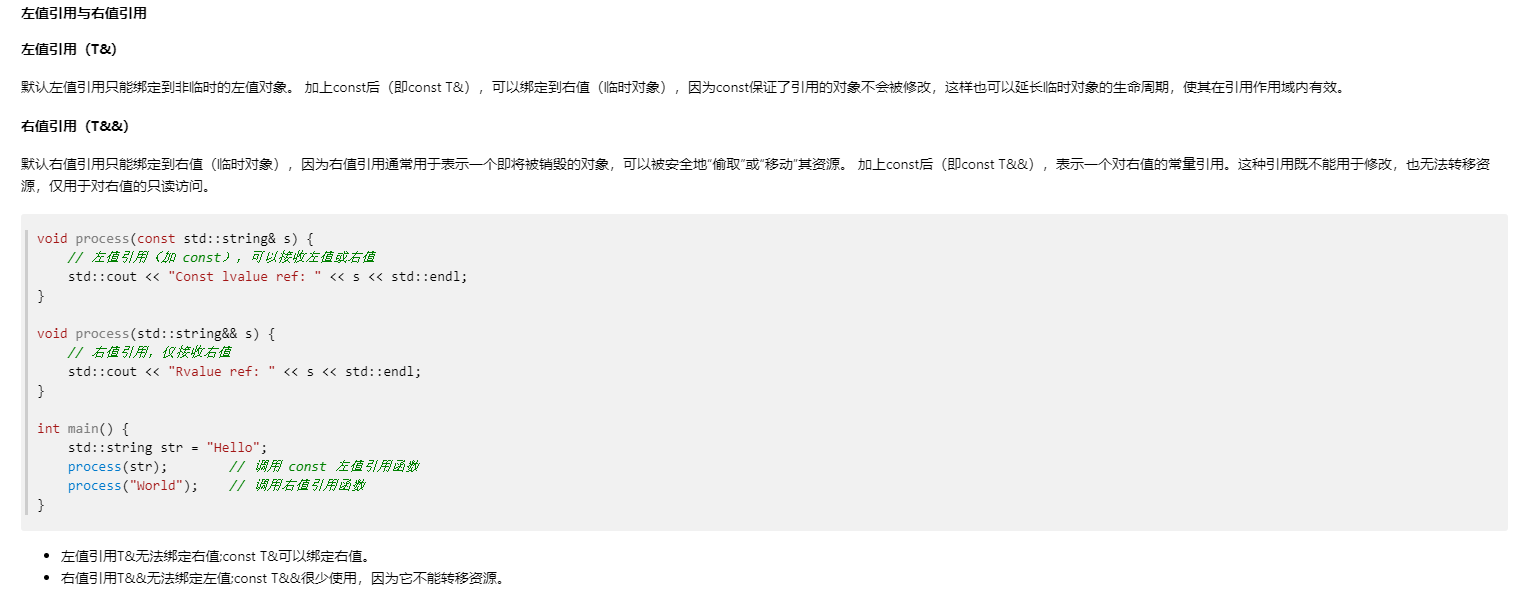 左值引用与右值引用
左值引用（T&）
默认左值引用只能绑定到非临时的左值对象。 加上const后（即const T&），可以绑定到右值（临时对象），因为const保证了引用的对象不会被修改，这样也可以延长临时对象的生命周期，使其在引用作用域内有效。
右值引用（T&&）
默认右值引用只能绑定到右值（临时对象），因为右值引用通常用于表示一个即将被销毁的对象，可以被安全地“偷取”或“移动”其资源。 加上const后（即const T&&），表示一个对右值的常量引用。这种引用既不能用于修改，也无法转移资
源，仅用于对右值的只读访问。
void process(const std::string& s) {
    // 左值引用（加 const），可以接收左值或右值
    std::cout << "Const lvalue ref: " << s << std::endl;
}
void process(std::string&& s) {
    // 右值引用，仅接收右值
    std::cout << "Rvalue ref: " << s << std::endl;
}
int main() {
    std::string str = "Hello";
    process(str);        // 调用 const 左值引用函数
    process("World");    // 调用右值引用函数
}
• 左值引用T&无法绑定右值;const T&可以绑定右值。
• 右值引用T&&无法绑定左值;const T&&很少使用，因为它不能转移资源。